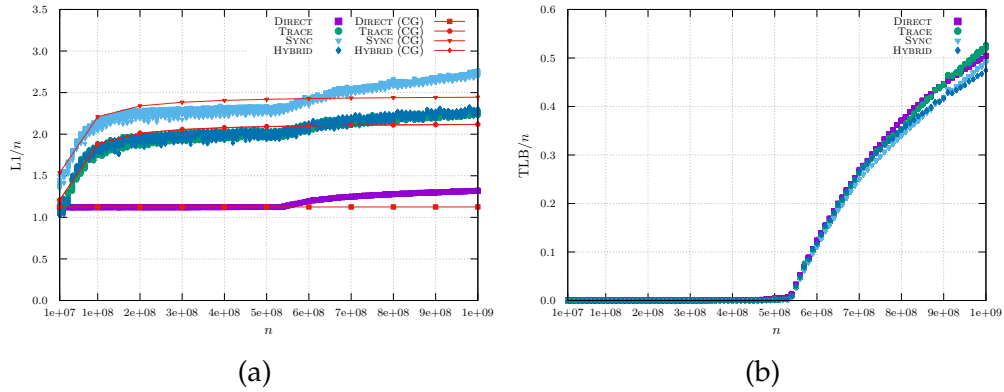 DIRECT
TRACE
SYNC
HYBRID
DIRECT (CG)
TRACE (CG)
SYNC (CG)
HYBRID (CG)
L1/n
3.5
3.0
2.5
2.0
1.5
1.0
0.5
0.0
1e+07 1e+08 2e+08 3e+08 4e+08 5e+08 6e+08 7e+08 8e+08 9e+08 1e+09
n
(a)
DIRECT
TRACE
SYNC
HYBRID
TLB/n
0.6
0.5
0.4
0.3
0.2
0.1
0.0
1e+07 1e+08 2e+08 3e+08 4e+08 5e+08 6e+08 7e+08 8e+08 9e+08 1e+09
n
(b)